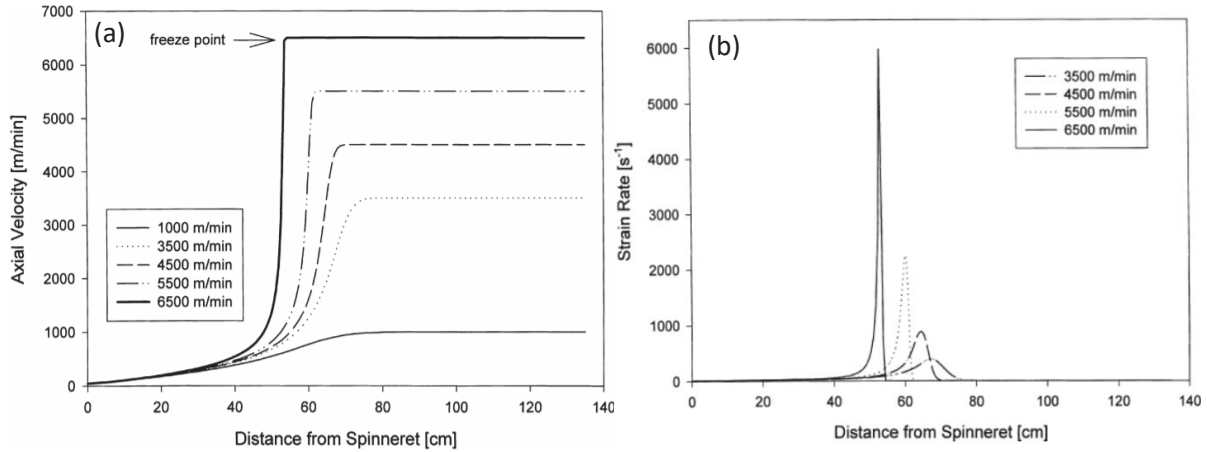 (a)
7000
6000
5000
4000
3000
2000
1000
0
Axial Velocity [m/min]
freeze point
1000 m/min
3500 m/min
4500 m/min
5500 m/min
6500 m/min
0 20 40 60 80 100 120 140
Distance from Spinneret [cm]
(b)
6000
5000
4000
3000
2000
1000
0
Strain Rate [s⁻¹]
3500 m/min
4500 m/min
5500 m/min
6500 m/min
0 20 40 60 80 100 120 140
Distance from Spinneret [cm]